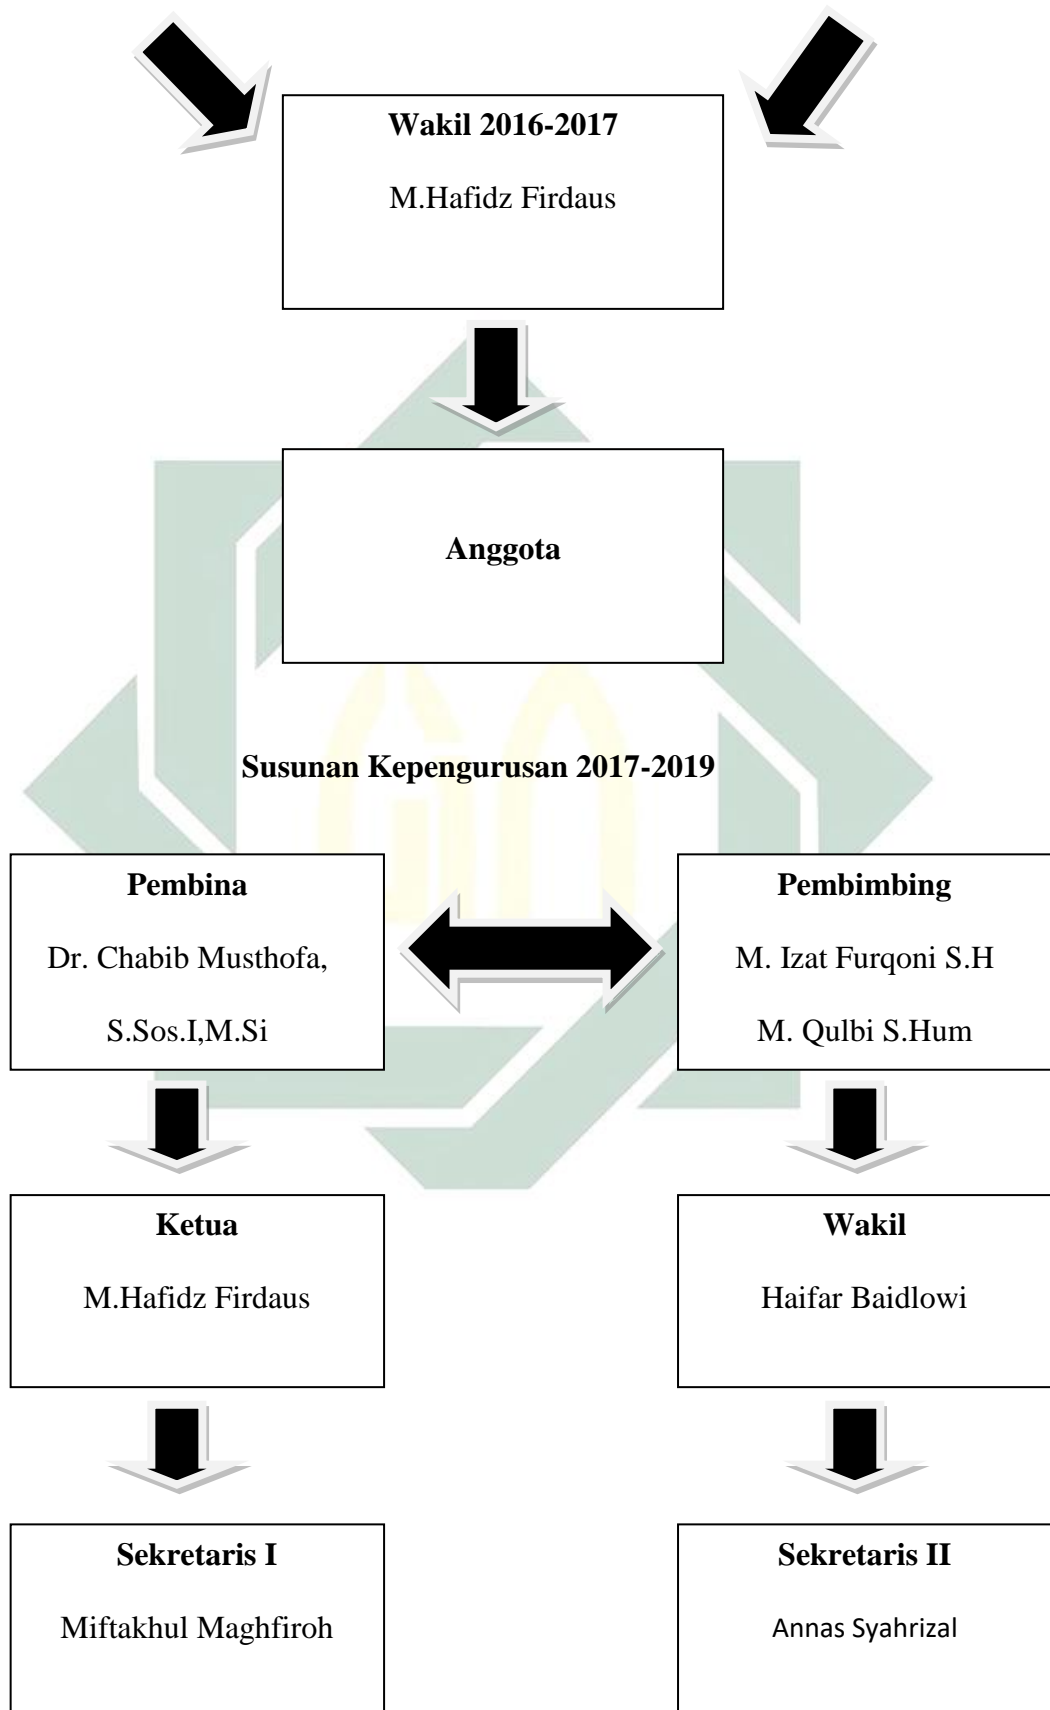 Wakil 2016-2017
M.Hafidz Firdaus
Anggota
Susunan Kepengurusan 2017-2019
Pembina
Dr. Chabib Musthofa,
S.Sos.I,M.Si
Pembimbing
M. Izat Furqoni S.H
M. Qulbi S.Hum
Ketua
M.Hafidz Firdaus
Wakil
Haifar Baidlowi
Sekretaris I
Miftakhul Maghfiroh
Sekretaris II
Annas Syahrizal